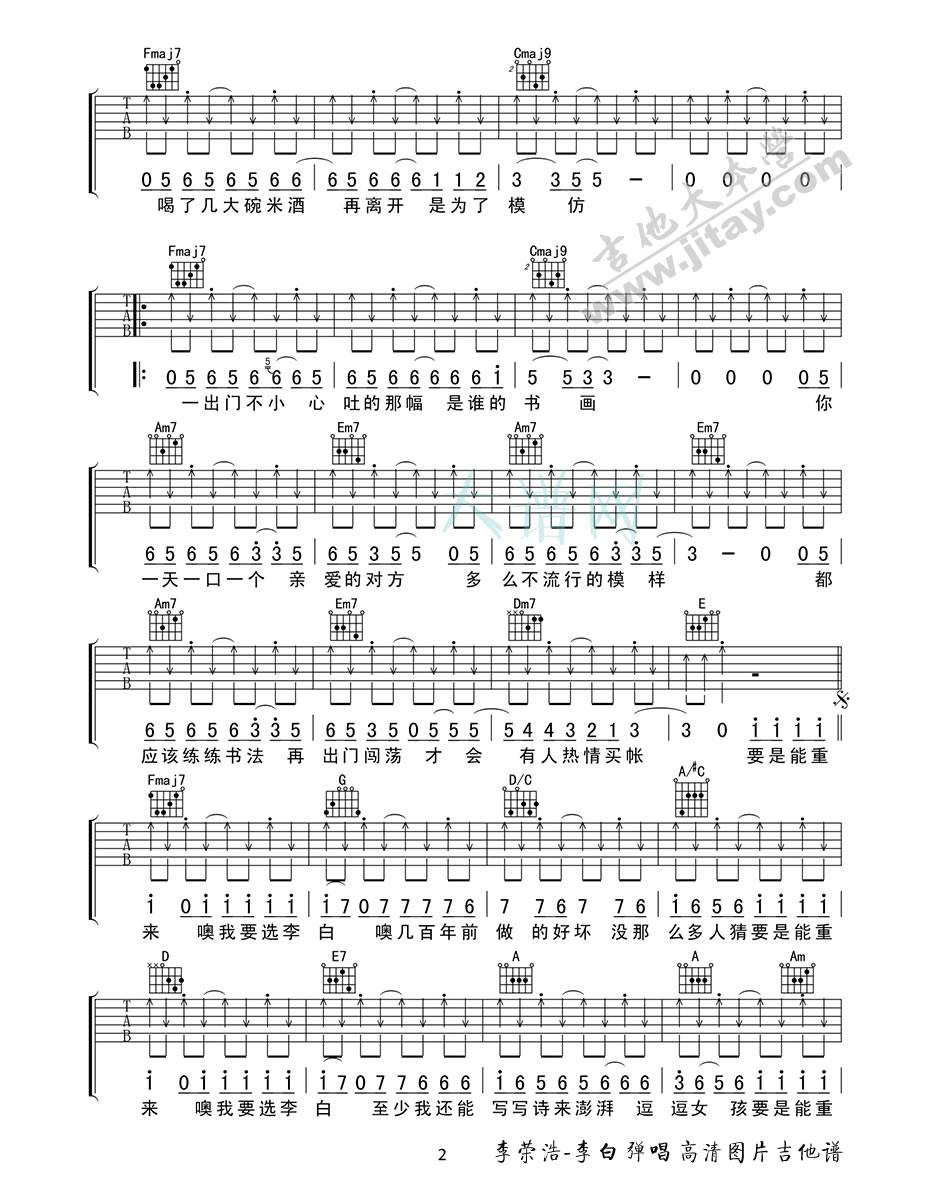 Fmaj7 Cmaj9
T A B
0 5 6 5 6 5 6 6 | 6 5 6 6 6 1 1 2 | 3 3 5 5 - | 0 0 0 0
喝了几大碗米酒 再离开 是为了 模 仿
Fmaj7 Cmaj9
T A B
0 5 6 5 6 5 6 6 5 | 6 5 6 6 6 6 6 i | 5 5 3 3 - | 0 0 0 0 5
一出门不小 心 吐的那幅 是谁的 书 画 你
Am7 Em7 Am7 Em7
T A B
6 5 6 5 6 3 3 5 | 6 5 3 5 5 0 5 | 6 5 6 5 6 3 3 5 | 3 - 0 0 5
一天一口一个 亲 爱的对方 多 么不流行的模 样 都
Am7 Em7 Dm7 E
T A B
6 5 6 5 6 3 3 5 | 6 5 3 5 0 5 5 5 | 5 4 4 3 2 1 3 | 3 0 i i i i
应该练练书法 再 出门闯荡 才会 有人热情买帐 要是能重
Fmaj7 G D/C A/#C
T A B
i 0 i i i i i | i 7 0 7 7 7 7 6 | 7 7 6 7 7 6 | i 6 5 6 i i i i
来 噢我要选李 白 噢几百年前 做 的好坏 没那 么多人猜要是能重
D E7 A A Am
T A B
i 0 i i i i i | i 7 0 7 7 6 6 6 | i 6 5 6 5 6 6 6 | 3 6 5 6 i i i i
来 噢我要选李 白 至少我还能 写写诗来澎湃 逗 逗女 孩要是能重
2 李荣浩-李白弹唱高清图片吉他谱
吉他大本营
www.jitay.com
大谱网